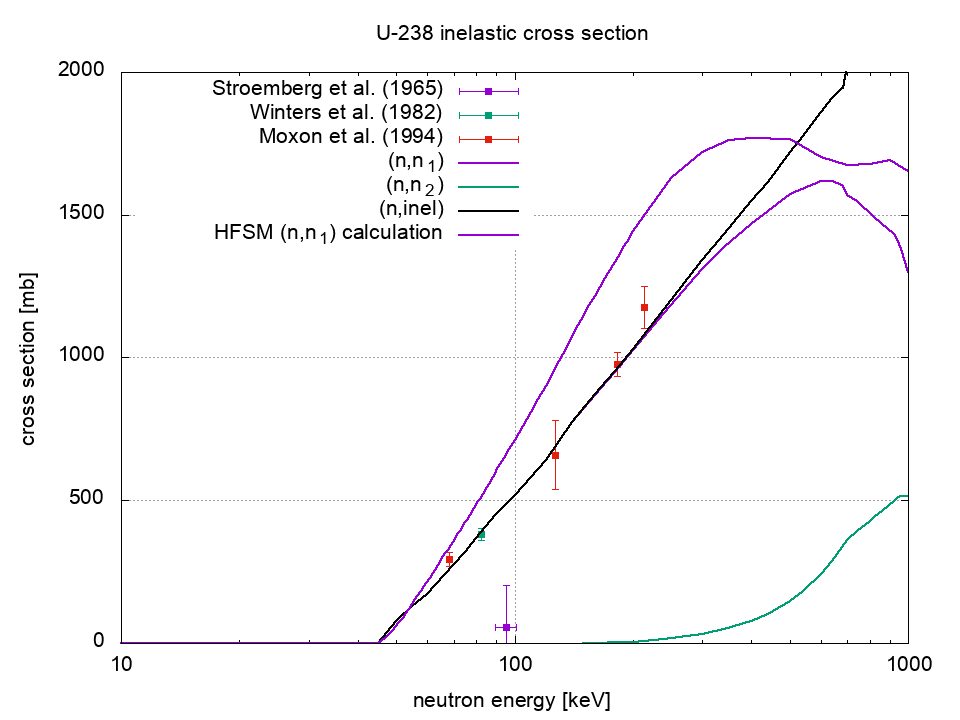 U-238 inelastic cross section
2000
1500
1000
500
0
cross section [mb]
Stroemberg et al. (1965)
Winters et al. (1982)
Moxon et al. (1994)
(n,n₁)
(n,n₂)
(n,inel)
HFSM (n,n₁) calculation
10 100 1000
neutron energy [keV]